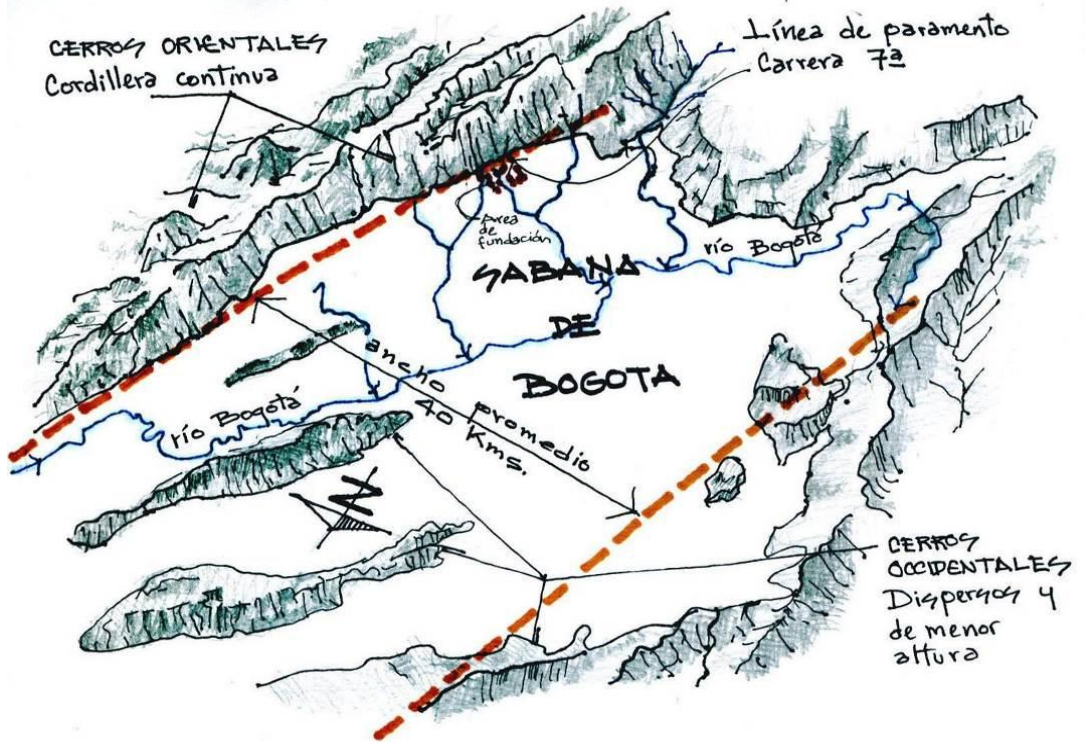 CERROS ORIENTALES
Cordillera continua
Línea de paramento
Carrera 7ª
área
de
fundación
río Bogotá
SABANA
DE
BOGOTA
ancho promedio
40 Kms.
río Bogotá
N
CERROS
OCCIDENTALES
Dispersos y
de menor
altura